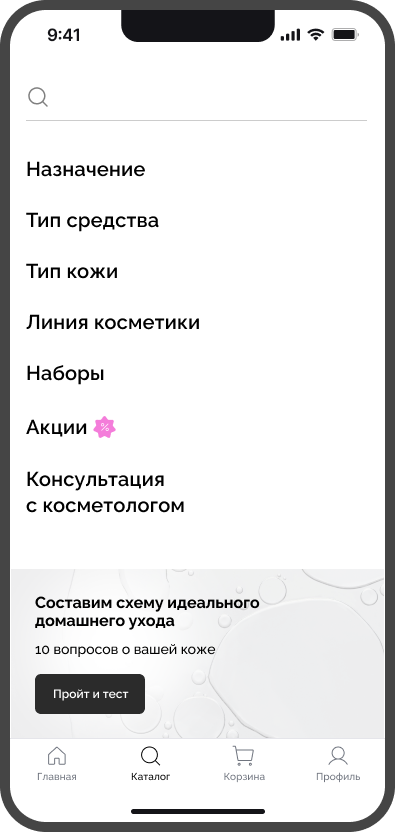 9:41
Назначение
Тип средства
Тип кожи
Линия косметики
Наборы
Акции %
Консультация
с косметологом
Составим схему идеального
домашнего ухода
10 вопросов о вашей коже
Пройт и тест
Главная Каталог Корзина Профиль